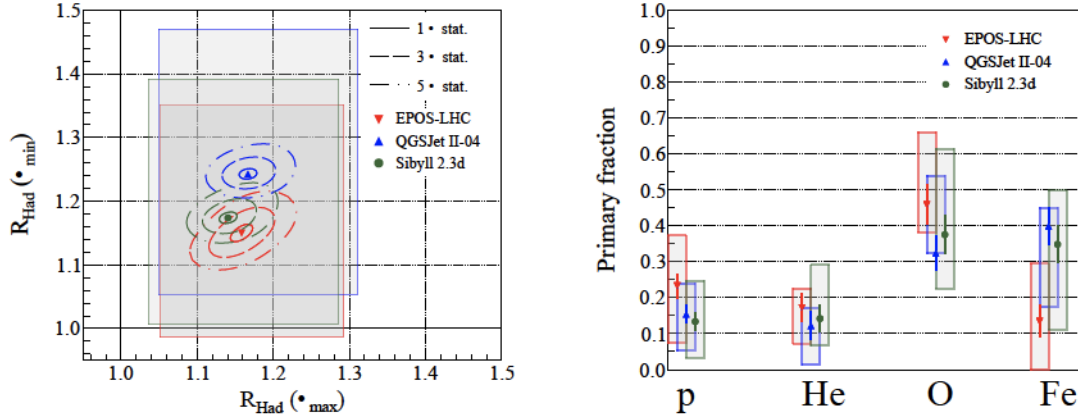 1.5
1.4
1.3
1.2
1.1
1.0
R_Had (•_min)
1 • stat.
3 • stat.
5 • stat.
EPOS-LHC
QGSJet II-04
Sibyll 2.3d
1.0 1.1 1.2 1.3 1.4 1.5
R_Had (•_max)
1.0
0.9
0.8
0.7
0.6
0.5
0.4
0.3
0.2
0.1
0.0
Primary fraction
EPOS-LHC
QGSJet II-04
Sibyll 2.3d
p He O Fe